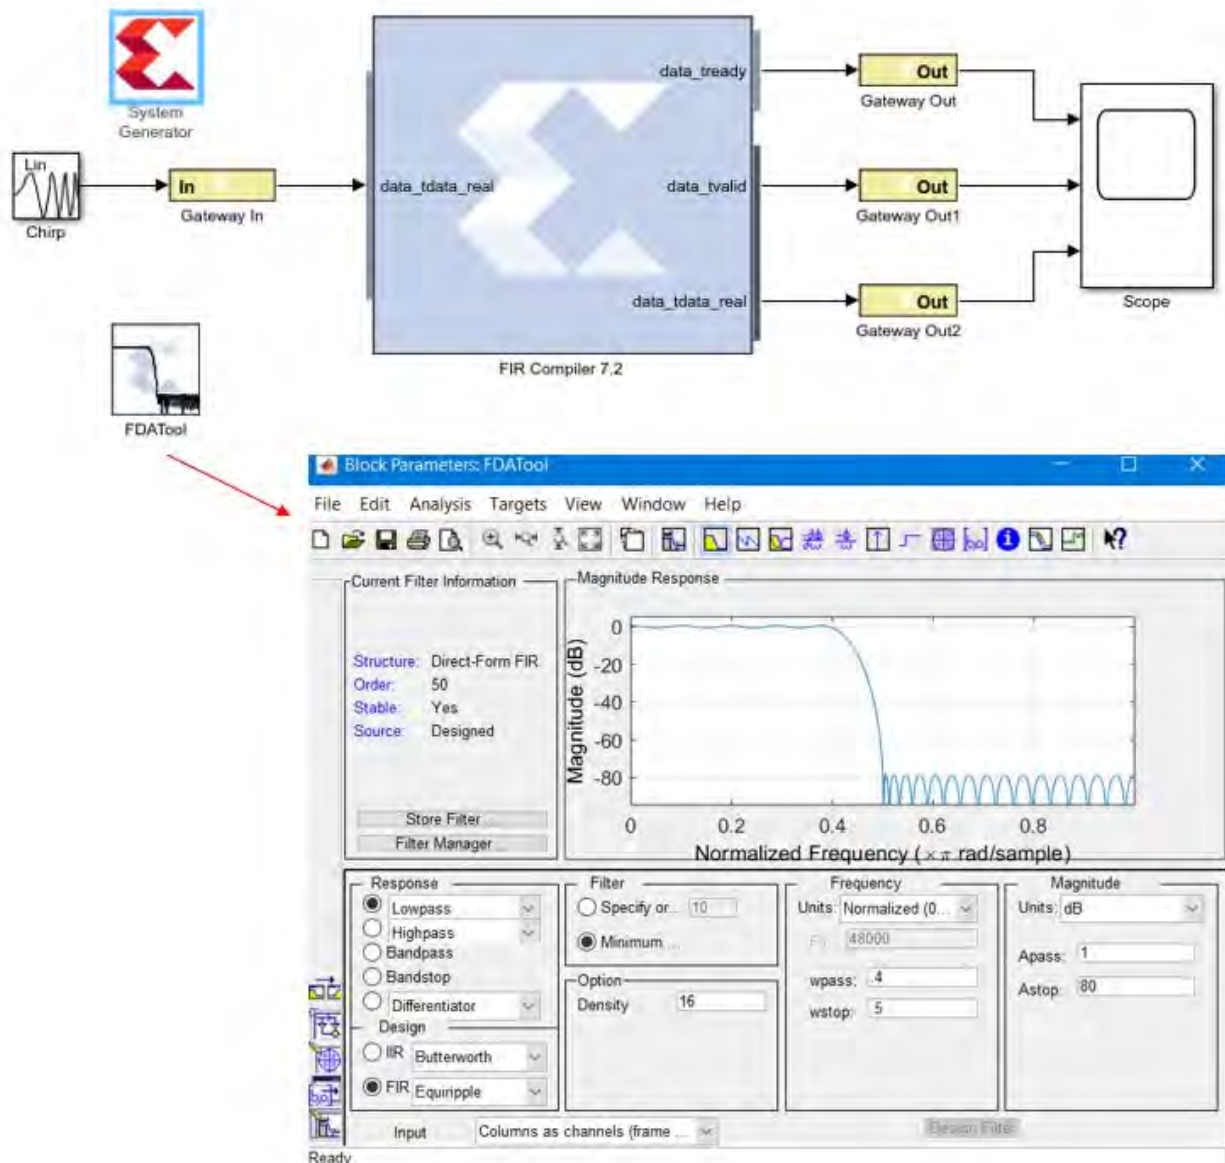 System
Generator
Lin
Chirp
In
Gateway In
data_tdata_real
data_tready
data_tvalid
data_tdata_real
FIR Compiler 7.2
Out
Gateway Out
Out
Gateway Out1
Out
Gateway Out2
Scope
FDATool
Block Parameters: FDATool
File Edit Analysis Targets View Window Help
Current Filter Information
Structure: Direct-Form FIR
Order: 50
Stable: Yes
Source: Designed
Store Filter ...
Filter Manager ...
Magnitude Response
Magnitude (dB)
0
-20
-40
-60
-80
0 0.2 0.4 0.6 0.8
Normalized Frequency (×π rad/sample)
Response
Lowpass
Highpass
Bandpass
Bandstop
Differentiator
Design
IIR Butterworth
FIR Equiripple
Filter
Specify or... 10
Minimum ...
Option
Density 16
Frequency
Units: Normalized (0...
48000
wpass: .4
wstop: .5
Magnitude
Units: dB
Apass: 1
Astop: 80
Input Columns as channels (frame ...
Design Filter
Ready